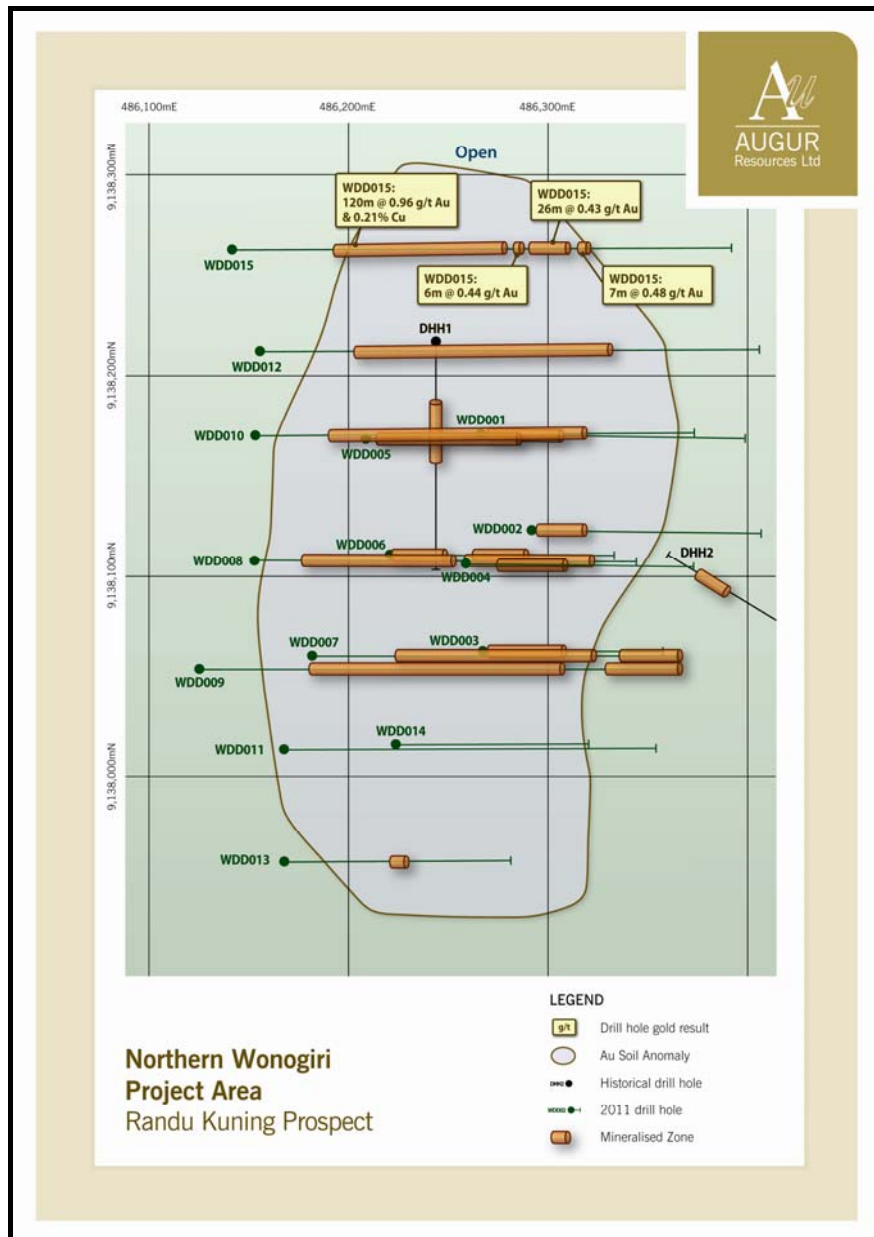 486,100mE
486,200mE
486,300mE
Au
AUGUR
Resources Ltd
9,138,300mN
9,138,200mN
9,138,100mN
9,138,000mN
Open
WDD015:
120m @ 0.96 g/t Au
& 0.21% Cu
WDD015:
26m @ 0.43 g/t Au
WDD015
WDD015:
6m @ 0.44 g/t Au
WDD015:
7m @ 0.48 g/t Au
DHH1
WDD012
WDD001
WDD010
WDD005
WDD002
WDD006
DHH2
WDD008
WDD004
WDD007
WDD003
WDD009
WDD014
WDD011
WDD013
LEGEND
g/t Drill hole gold result
Au Soil Anomaly
DHH2 Historical drill hole
2011 drill hole
Mineralised Zone
Northern Wonogiri
Project Area
Randu Kuning Prospect